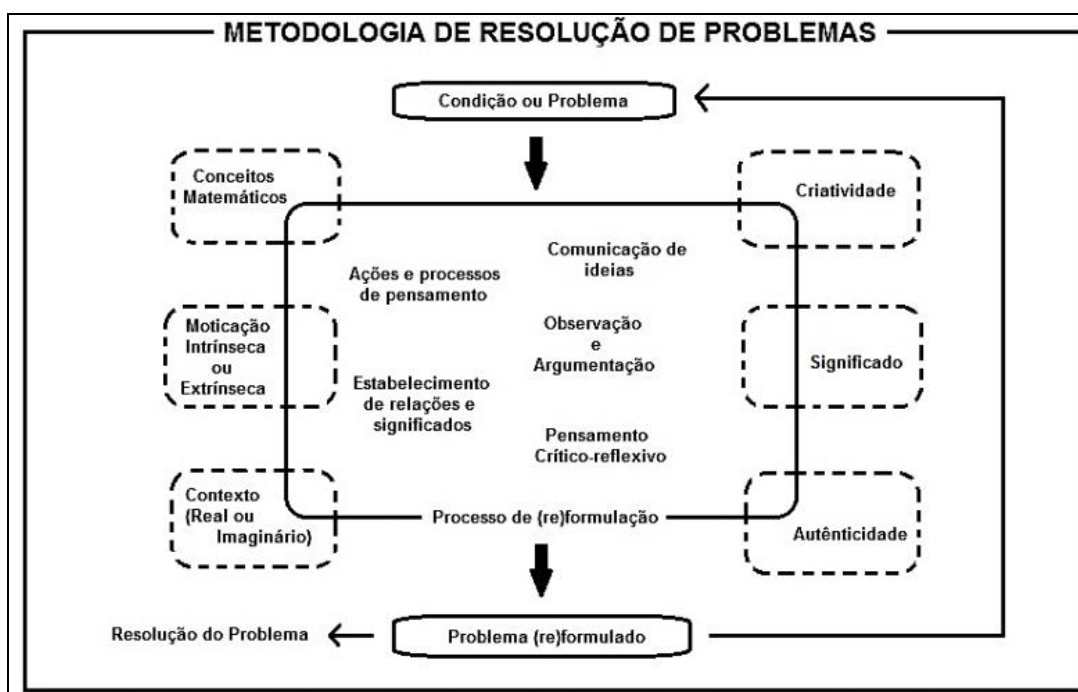 METODOLOGIA DE RESOLUÇÃO DE PROBLEMAS
Condição ou Problema
Conceitos
Matemáticos
Criatividade
Comunicação de
ideias
Ações e processos
de pensamento
Moticação
Intrínseca
ou
Extrínseca
Observação
e
Argumentação
Significado
Estabelecimento
de relações e
significados
Pensamento
Crítico-reflexivo
Contexto
(Real ou
Imaginário)
Processo de (re)formulação
Autênticidade
Resolução do Problema
Problema (re)formulado